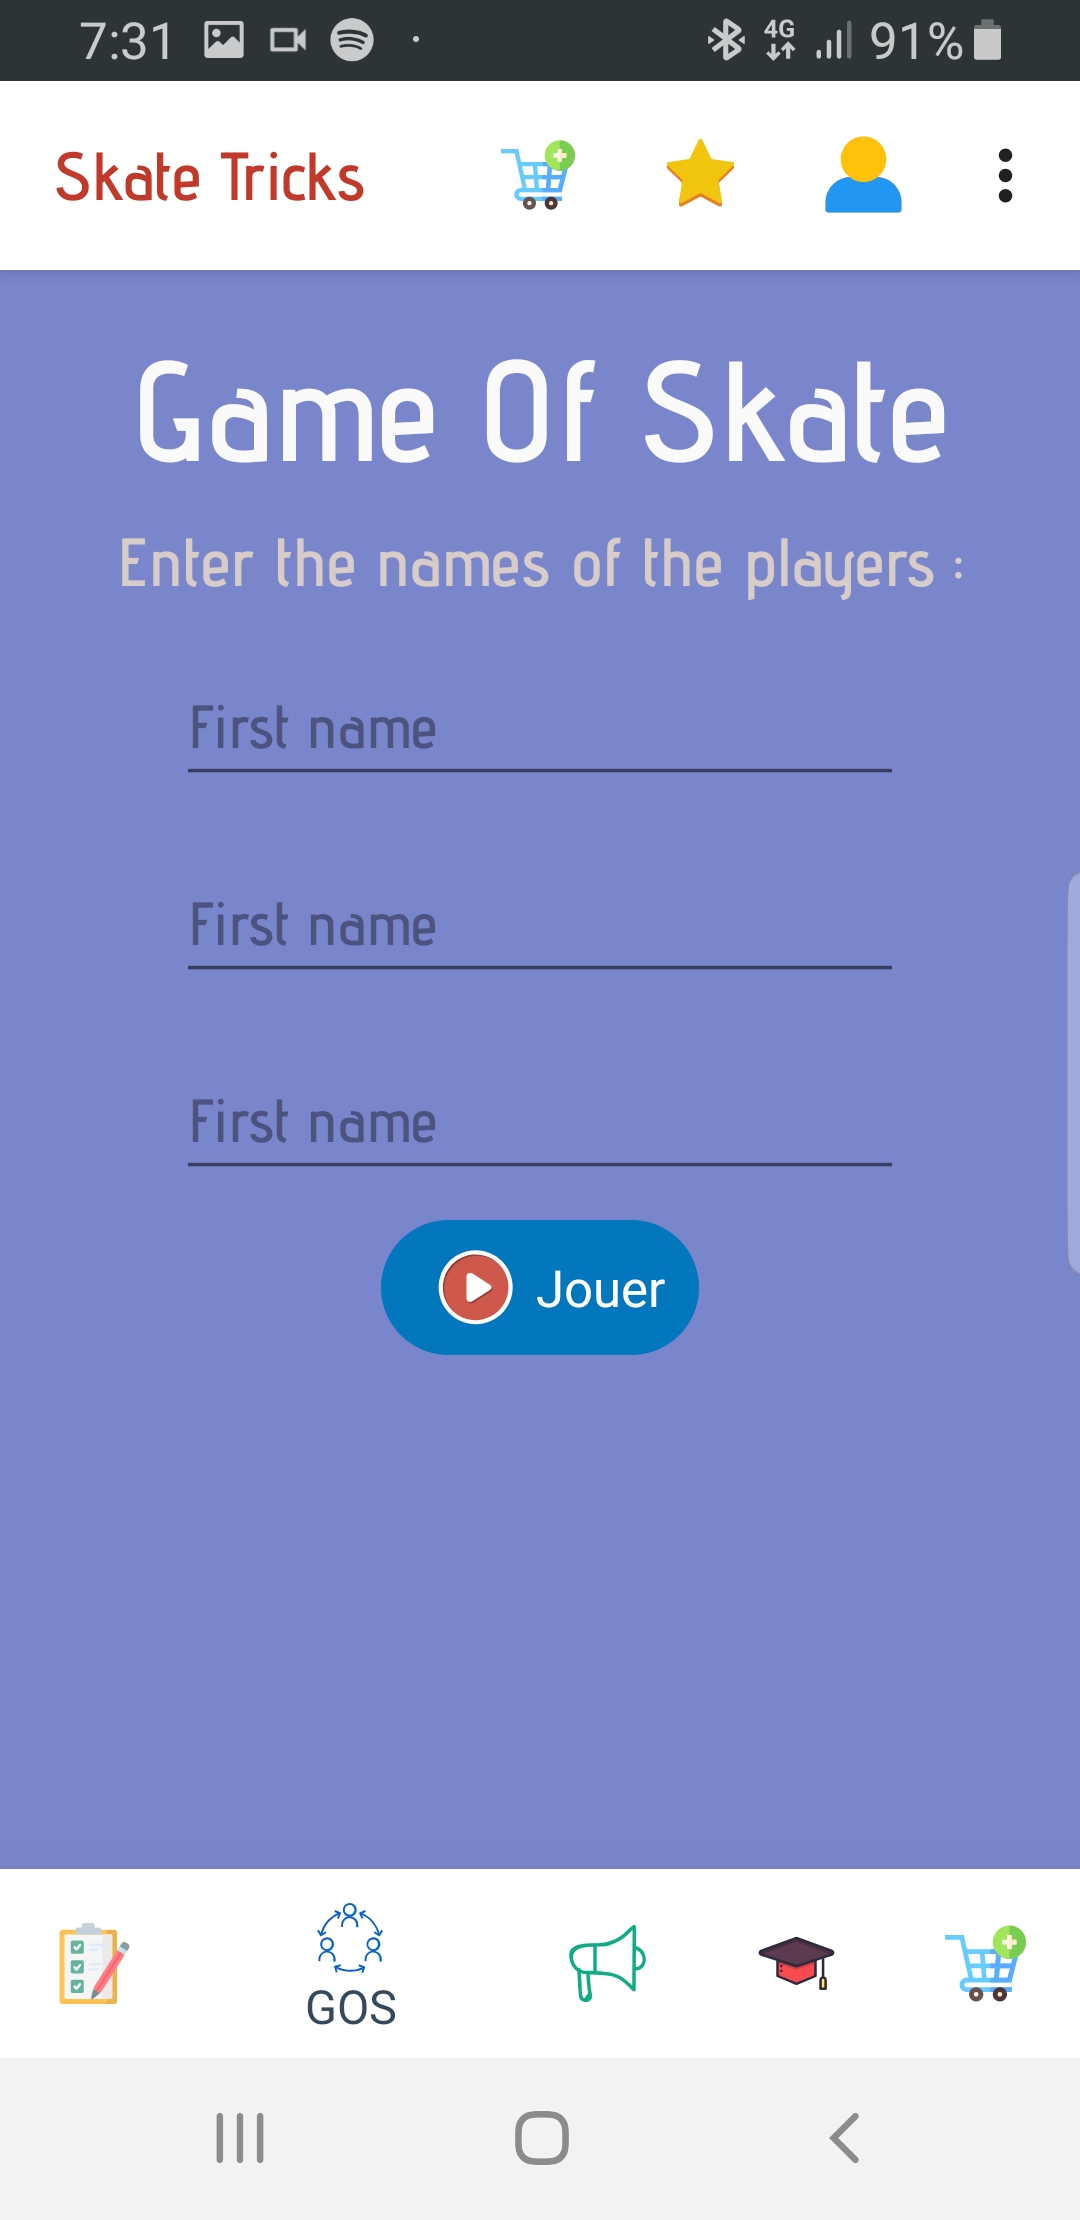 7:31
4G
91%
Skate Tricks
Game Of Skate
Enter the names of the players :
First name
First name
First name
Jouer
GOS